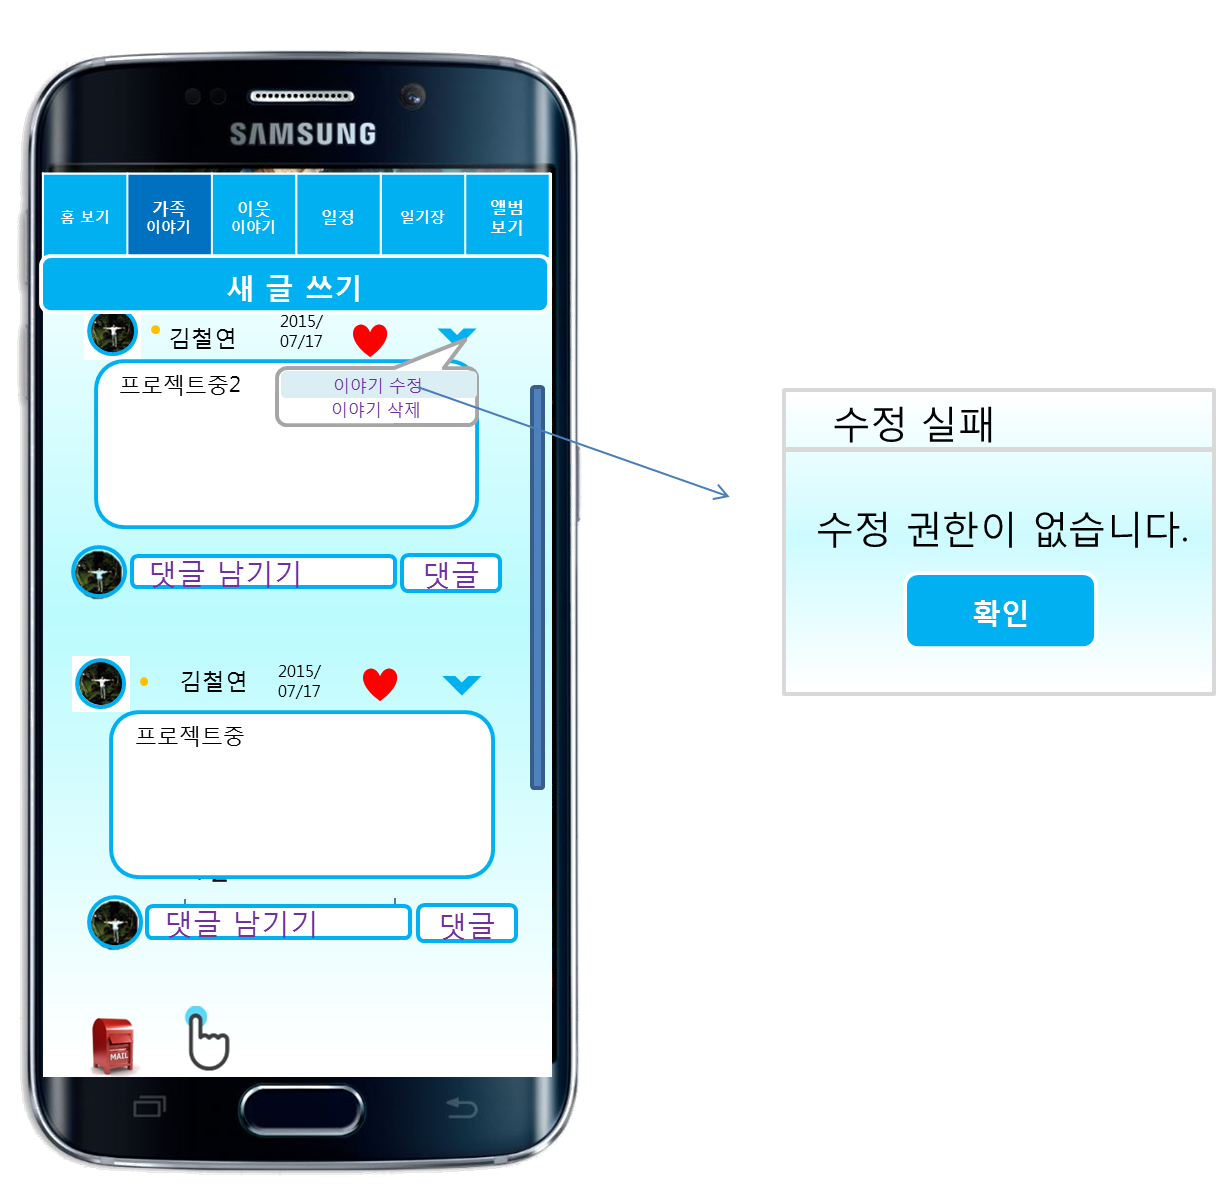 SAMSUNG
홈 보기
가족
이야기
이웃
이야기
일정
일기장
앨범
보기
새 글 쓰기
김철연
2015/
07/17
프로젝트중2
이야기 수정
이야기 삭제
댓글 남기기
댓글
김철연
2015/
07/17
프로젝트중
댓글 남기기
댓글
MAIL
수정 실패
수정 권한이 없습니다.
확인